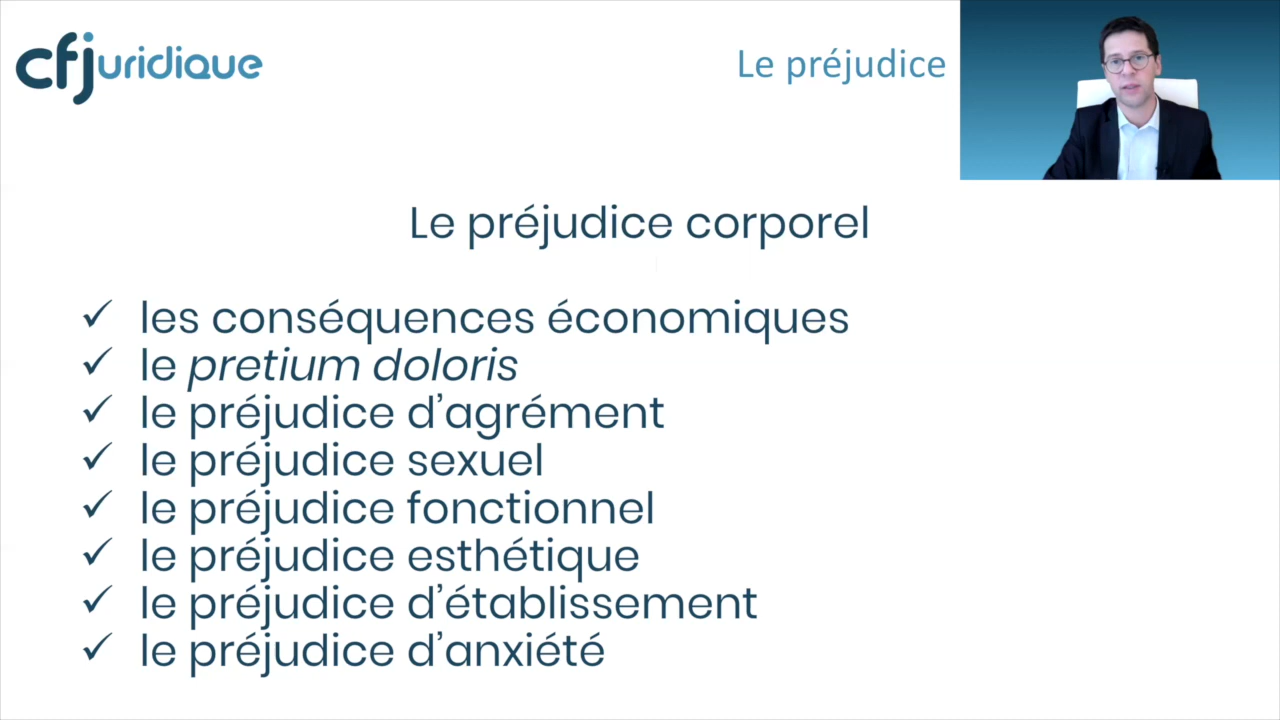 cfjuridique
Le préjudice
Le préjudice corporel
✓ les conséquences économiques
✓ le pretium doloris
✓ le préjudice d’agrément
✓ le préjudice sexuel
✓ le préjudice fonctionnel
✓ le préjudice esthétique
✓ le préjudice d’établissement
✓ le préjudice d’anxiété